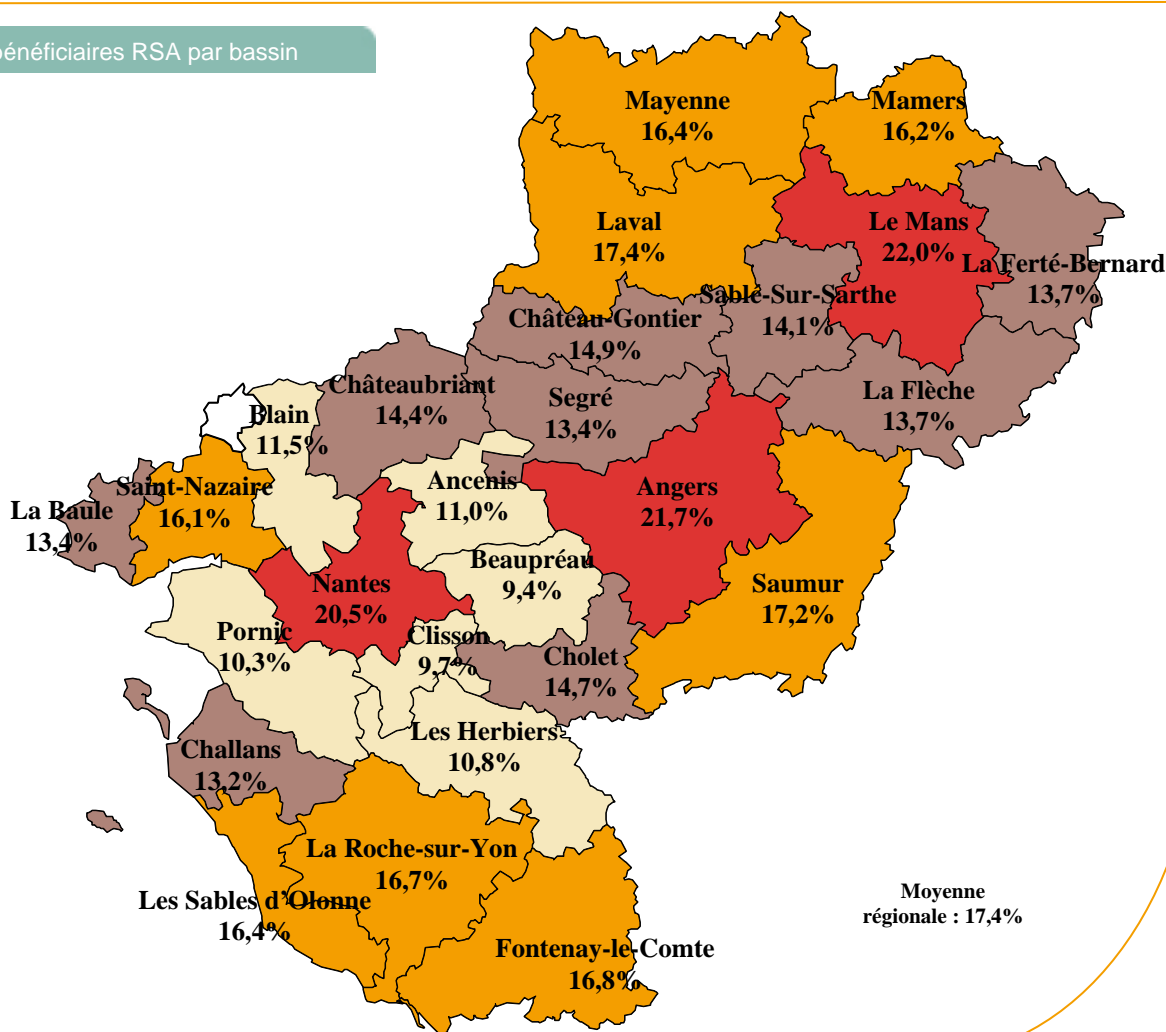 bénéficiaires RSA par bassin
Mayenne
16,4%
Mamers
16,2%
Laval
17,4%
Le Mans
22,0%
La Ferté-Bernard
13,7%
Sablé-Sur-Sarthe
14,1%
Château-Gontier
14,9%
Châteaubriant
14,4%
Segré
13,4%
La Flèche
13,7%
Blain
11,5%
Ancenis
11,0%
Angers
21,7%
Saint-Nazaire
16,1%
La Baule
13,4%
Beaupréau
9,4%
Nantes
20,5%
Saumur
17,2%
Pornic
10,3%
Clisson
9,7%
Cholet
14,7%
Les Herbiers
10,8%
Challans
13,2%
La Roche-sur-Yon
16,7%
Les Sables d’Olonne
16,4%
Fontenay-le-Comte
16,8%
Moyenne
régionale : 17,4%